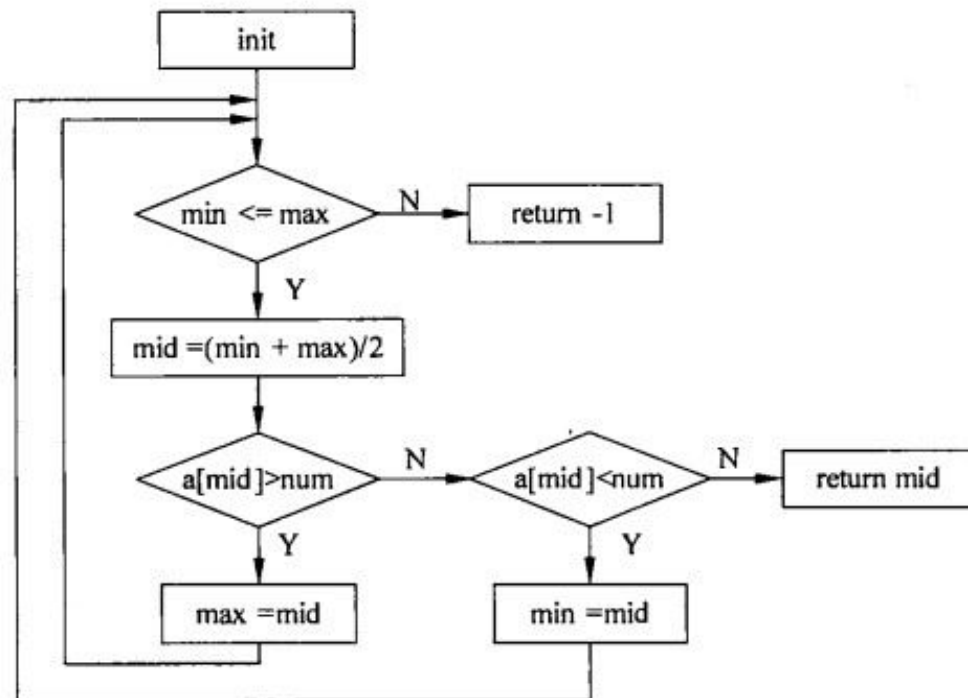 init
min <= max
N
return -1
Y
mid =(min + max)/2
a[mid]>num
N
a[mid]<num
N
return mid
Y
Y
max =mid
min =mid